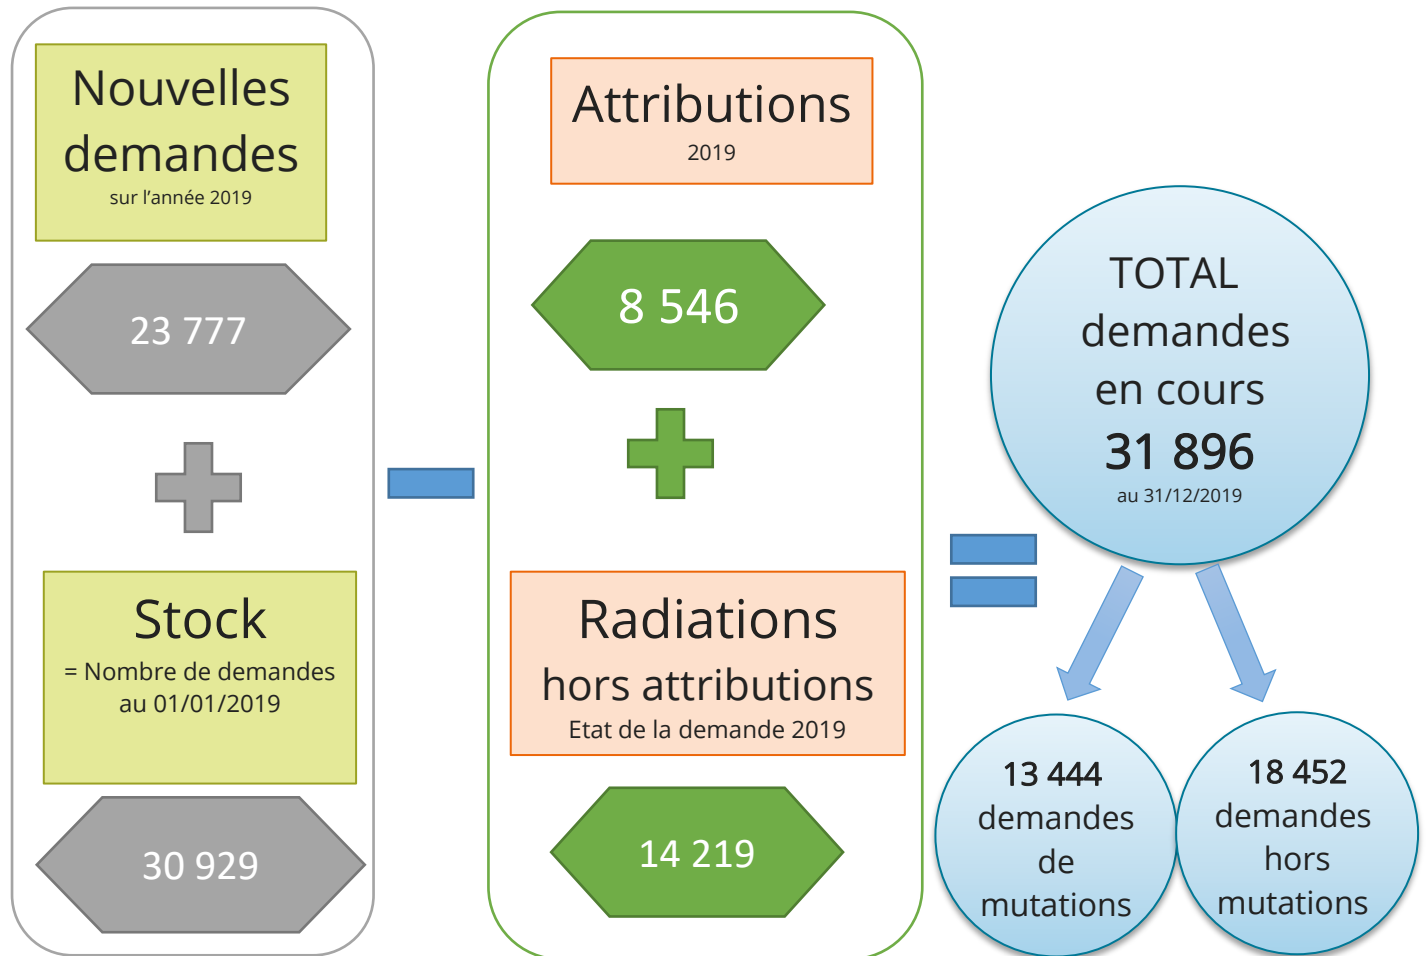 Nouvelles
demandes
sur l'année 2019
23 777
Stock
= Nombre de demandes
au 01/01/2019
30 929
Attributions
2019
8 546
Radiations
hors attributions
Etat de la demande 2019
14 219
TOTAL
demandes
en cours
31 896
au 31/12/2019
13 444
demandes
de
mutations
18 452
demandes
hors
mutations